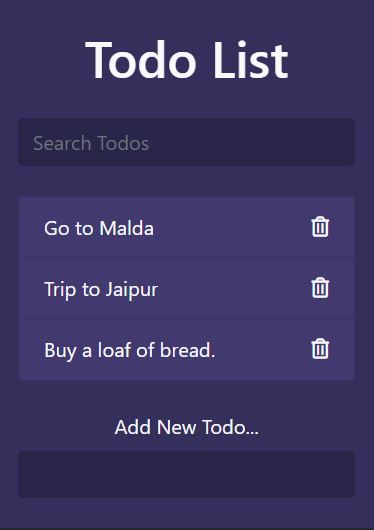 Todo List
Search Todos
Go to Malda
Trip to Jaipur
Buy a loaf of bread.
Add New Todo...